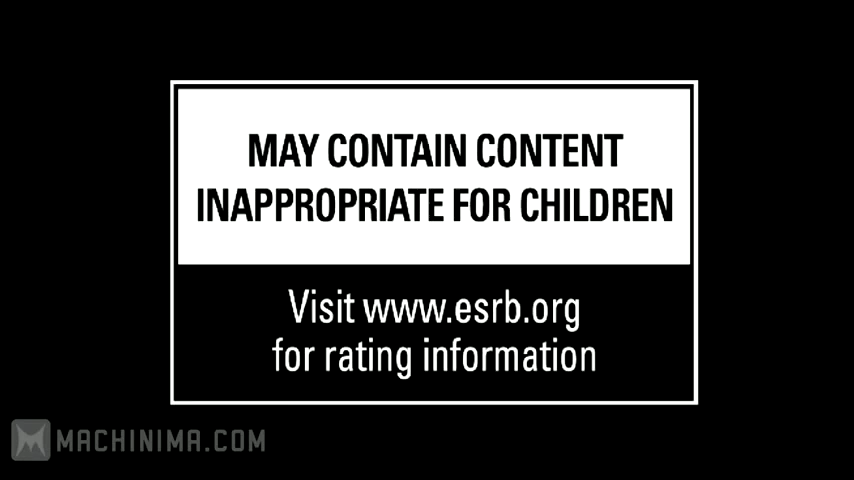 MAY CONTAIN CONTENT
INAPPROPRIATE FOR CHILDREN
Visit www.esrb.org
for rating information
MACHINIMA.COM